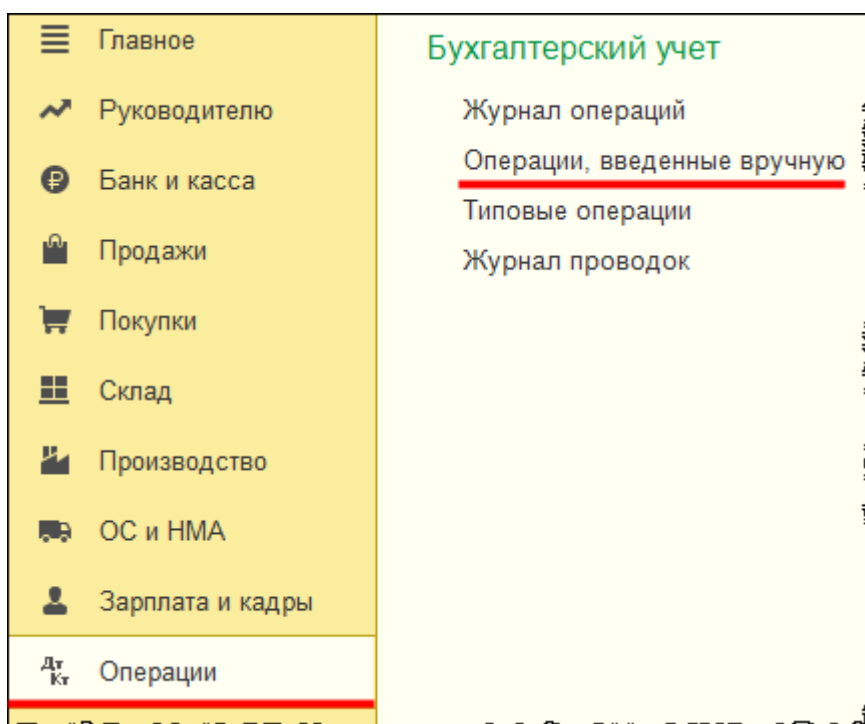 Главное
Руководителю
Банк и касса
Продажи
Покупки
Склад
Производство
ОС и НМА
Зарплата и кадры
Дт Кт Операции
Бухгалтерский учет
Журнал операций
Операции, введенные вручную
Типовые операции
Журнал проводок